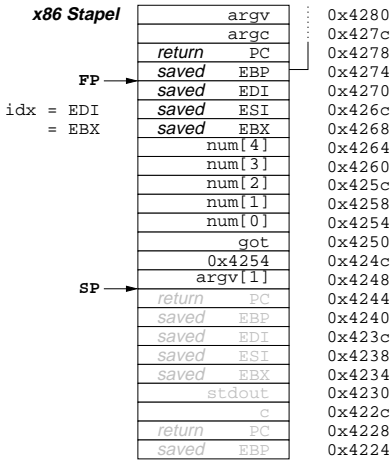 x86 Stapel
argv 0x4280
argc 0x427c
return PC 0x4278
saved EBP 0x4274
FP
saved EDI 0x4270
idx = EDI saved ESI 0x426c
= EBX saved EBX 0x4268
num[4] 0x4264
num[3] 0x4260
num[2] 0x425c
num[1] 0x4258
num[0] 0x4254
got 0x4250
0x4254 0x424c
argv[1] 0x4248
SP
return PC 0x4244
saved EBP 0x4240
saved EDI 0x423c
saved ESI 0x4238
saved EBX 0x4234
stdout 0x4230
c 0x422c
return PC 0x4228
saved EBP 0x4224